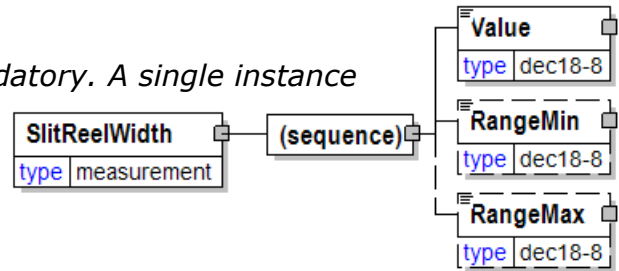 Value
type dec18-8
datory. A single instance
RangeMin
SlitReelWidth
(sequence)
type measurement
type dec18-8
RangeMax
type dec18-8